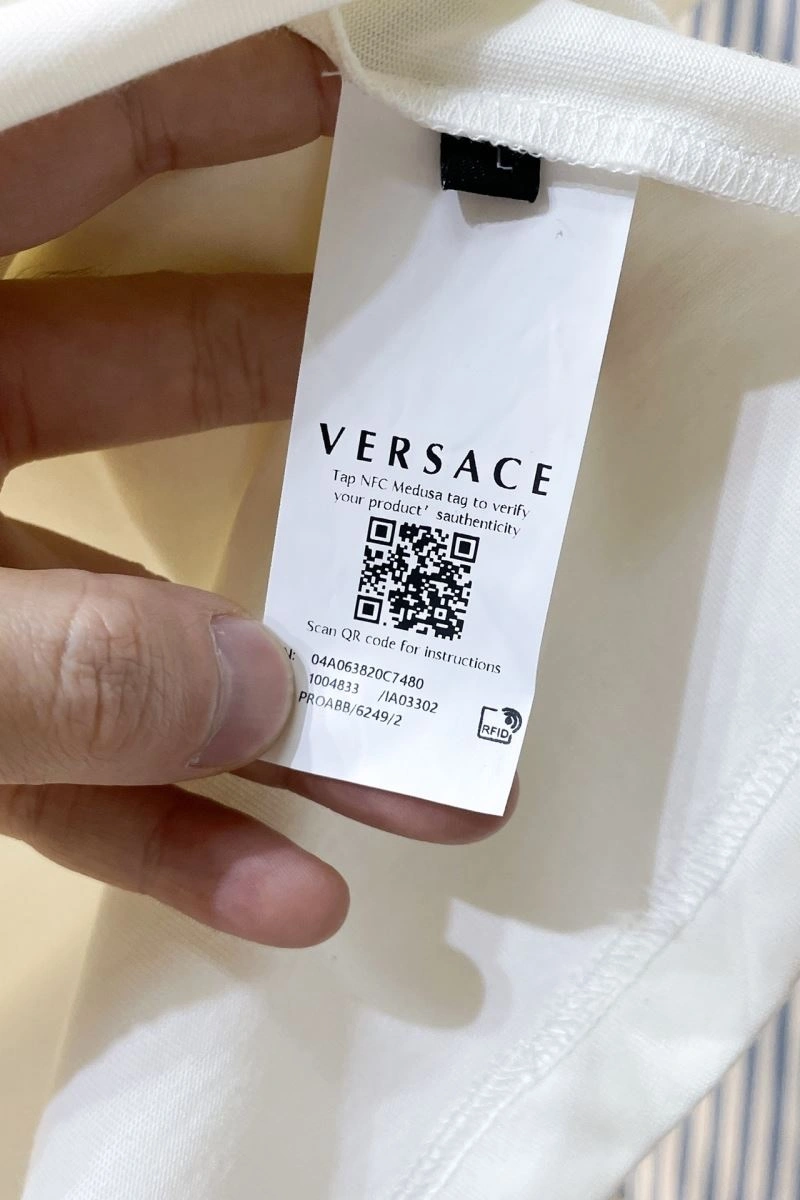 L
VERSACE
Tap NFC Medusa tag to verify
your product' sauthenticity
Scan QR code for instructions
N: 04A063820C7480
1004833 /IA03302
PROABB/6249/2
RFID